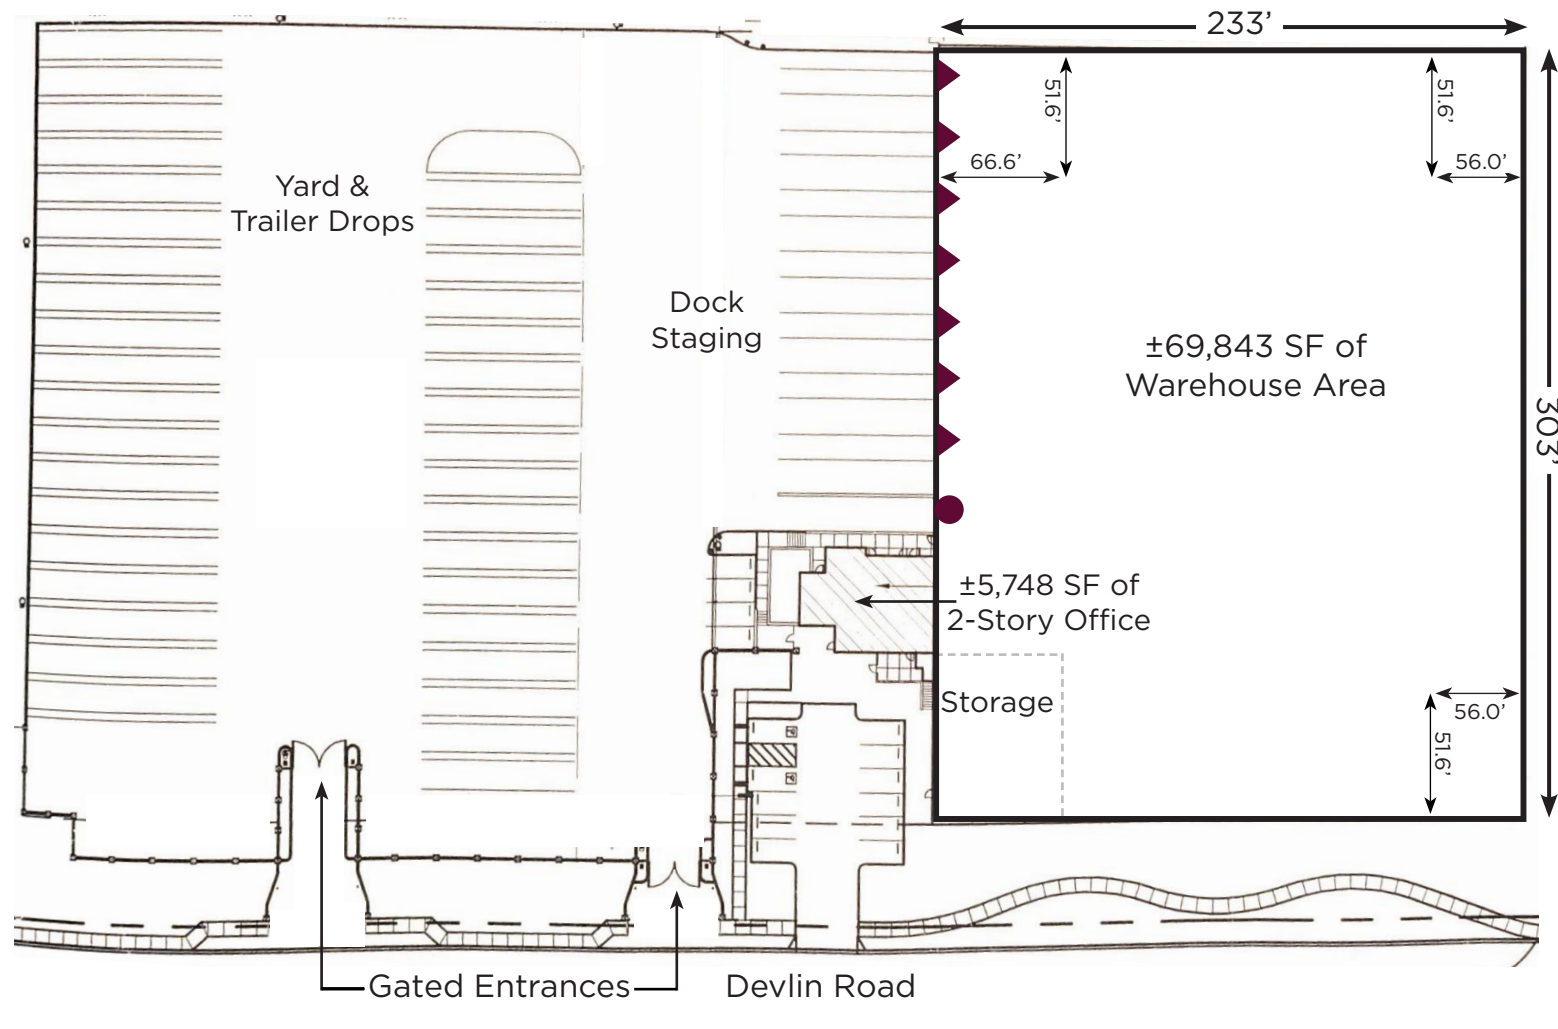 233’
51.6’
51.6’
66.6’
56.0’
Yard &
Trailer Drops
Dock
Staging
±69,843 SF of
Warehouse Area
303’
±5,748 SF of
2-Story Office
Storage
56.0’
51.6’
Gated Entrances
Devlin Road